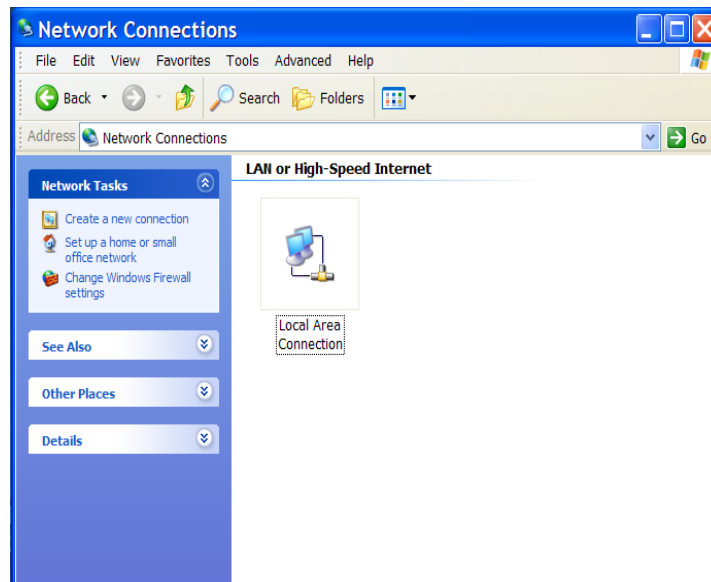 Network Connections
File Edit View Favorites Tools Advanced Help
Back Search Folders
Address Network Connections Go
LAN or High-Speed Internet
Network Tasks
Create a new connection
Set up a home or small
office network
Change Windows Firewall
settings
Local Area
Connection
See Also
Other Places
Details